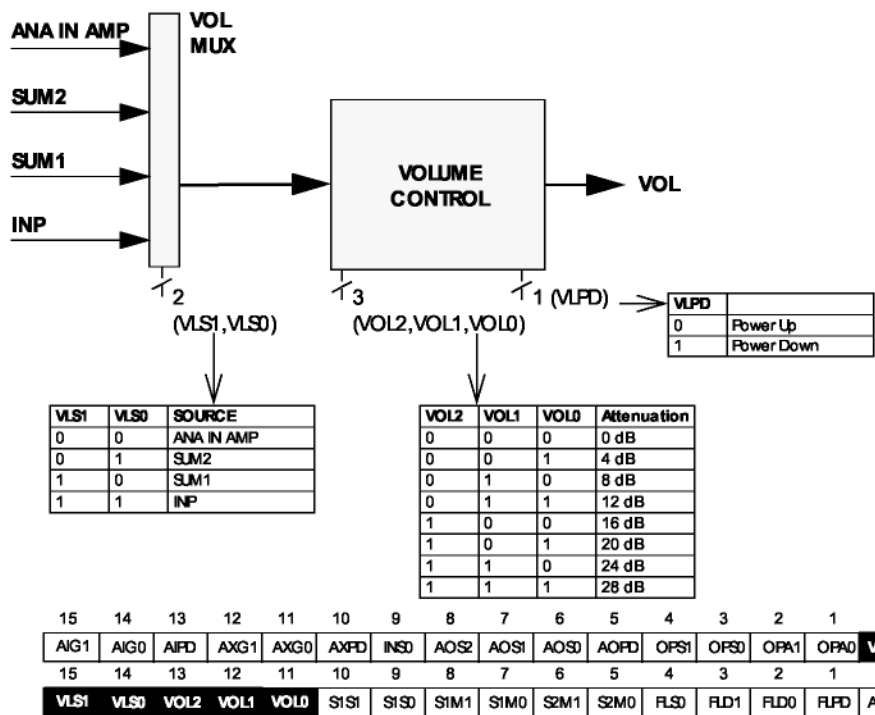 ANA IN AMP
VOL
MUX
SUM2
SUM1
INP
VOLUME
CONTROL
VOL
2
3
1 (VLPD)
(VLS1,VLS0)
(VOL2,VOL1,VOL0)
VLPD
0 Power Up
1 Power Down
VLS1 VLS0 SOURCE
0 0 ANA IN AMP
0 1 SUM2
1 0 SUM1
1 1 INP
VOL2 VOL1 VOL0 Attenuation
0 0 0 0 dB
0 0 1 4 dB
0 1 0 8 dB
0 1 1 12 dB
1 0 0 16 dB
1 0 1 20 dB
1 1 0 24 dB
1 1 1 28 dB
15 14 13 12 11 10 9 8 7 6 5 4 3 2 1
AIG1 AIG0 AIPD AXG1 AXG0 AXPD INS0 AOS2 AOS1 AOS0 AOPD OPS1 OPS0 OPA1 OPA0
15 14 13 12 11 10 9 8 7 6 5 4 3 2 1
VLS1 VLS0 VOL2 VOL1 VOL0 S1S1 S1S0 S1M1 S1M0 S2M1 S2M0 FLS0 FLD1 FLD0 FLPD